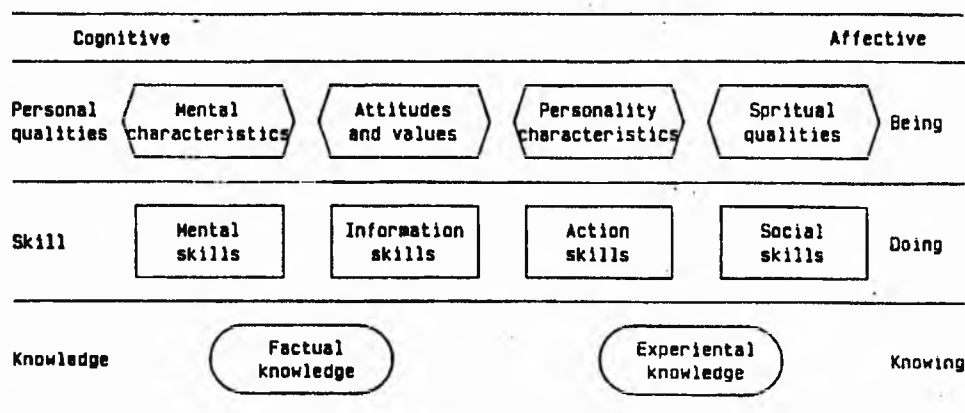 Cognitive Affective
Personal qualities
Mental characteristics
Attitudes and values
Personality characteristics
Spritual qualities
Being
Skill
Mental skills
Information skills
Action skills
Social skills
Doing
Knowledge
Factual knowledge
Experiental knowledge
Knowing